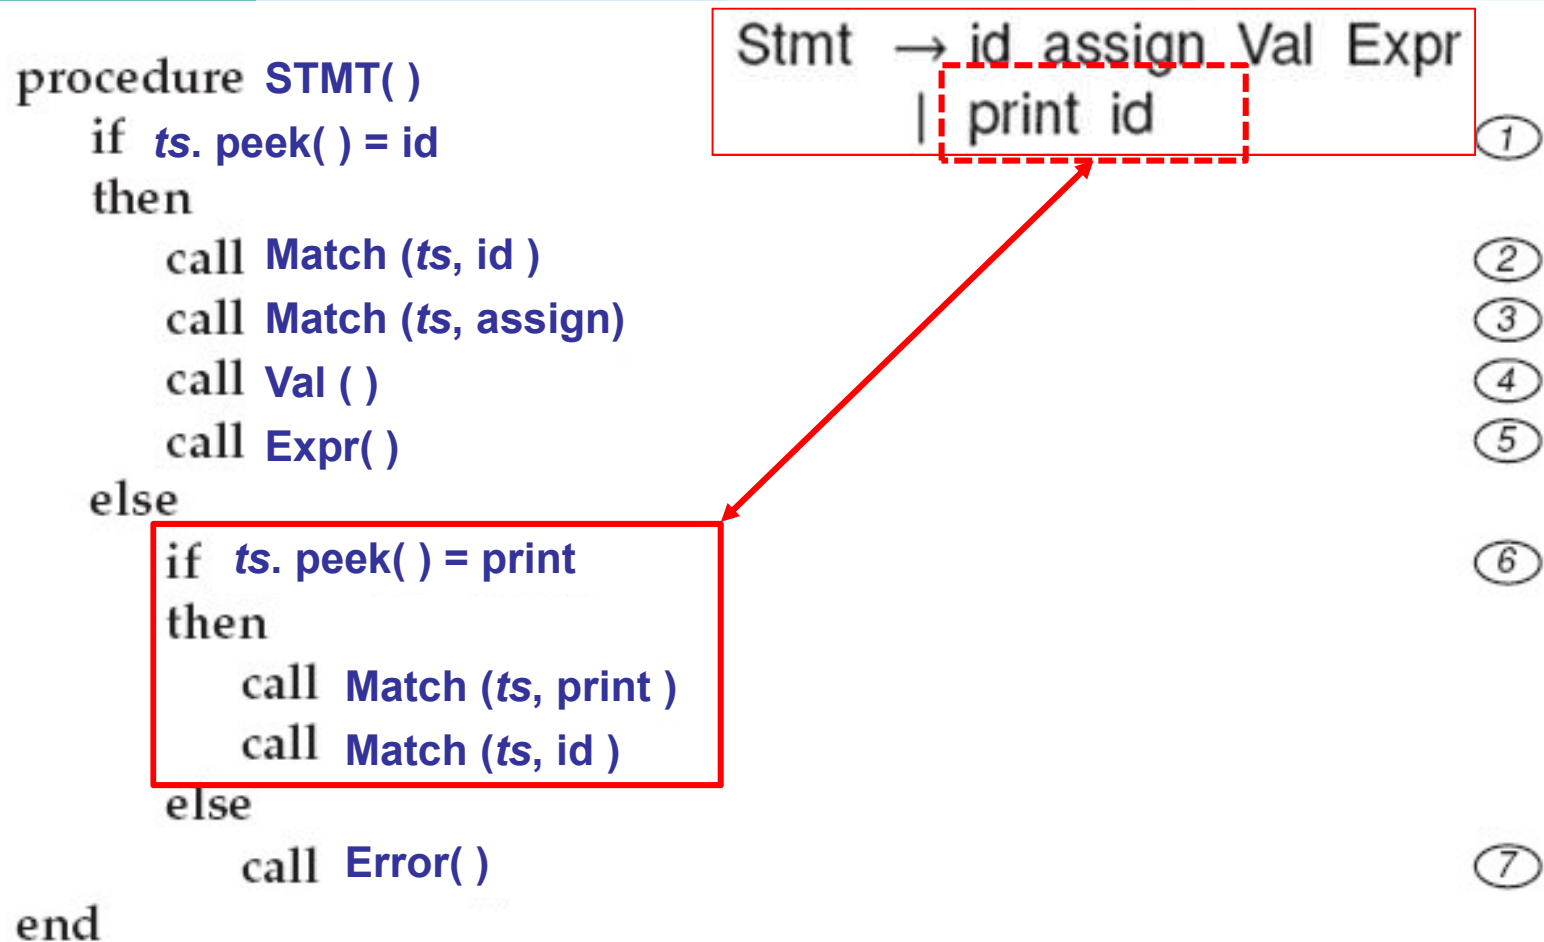 Stmt → id assign Val Expr
| print id
procedure STMT( )
if ts. peek( ) = id 1
then
call Match (ts, id ) 2
call Match (ts, assign) 3
call Val ( ) 4
call Expr( ) 5
else
if ts. peek( ) = print 6
then
call Match (ts, print )
call Match (ts, id )
else
call Error( ) 7
end